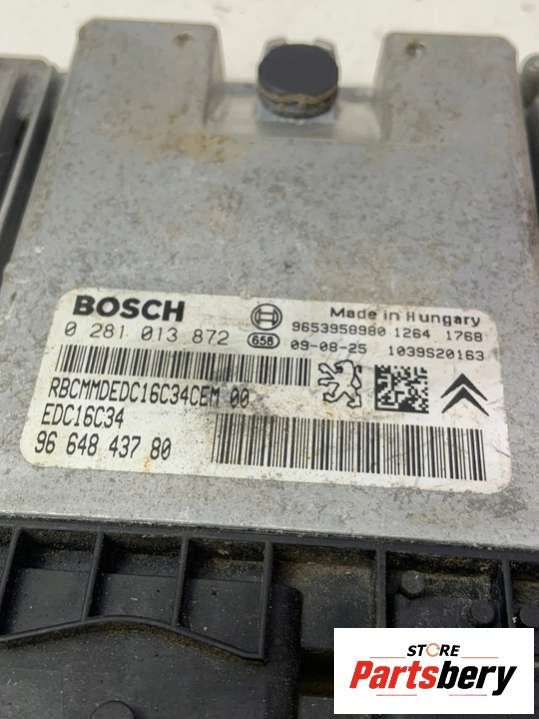 BOSCH
Made in Hungary
0 281 013 872
658
9653958980 1264 1768
09-08-25 1039S20163
RBCMMDEDC16C34CEM 00
EDC16C34
96 648 437 80
STORE
Partsbery